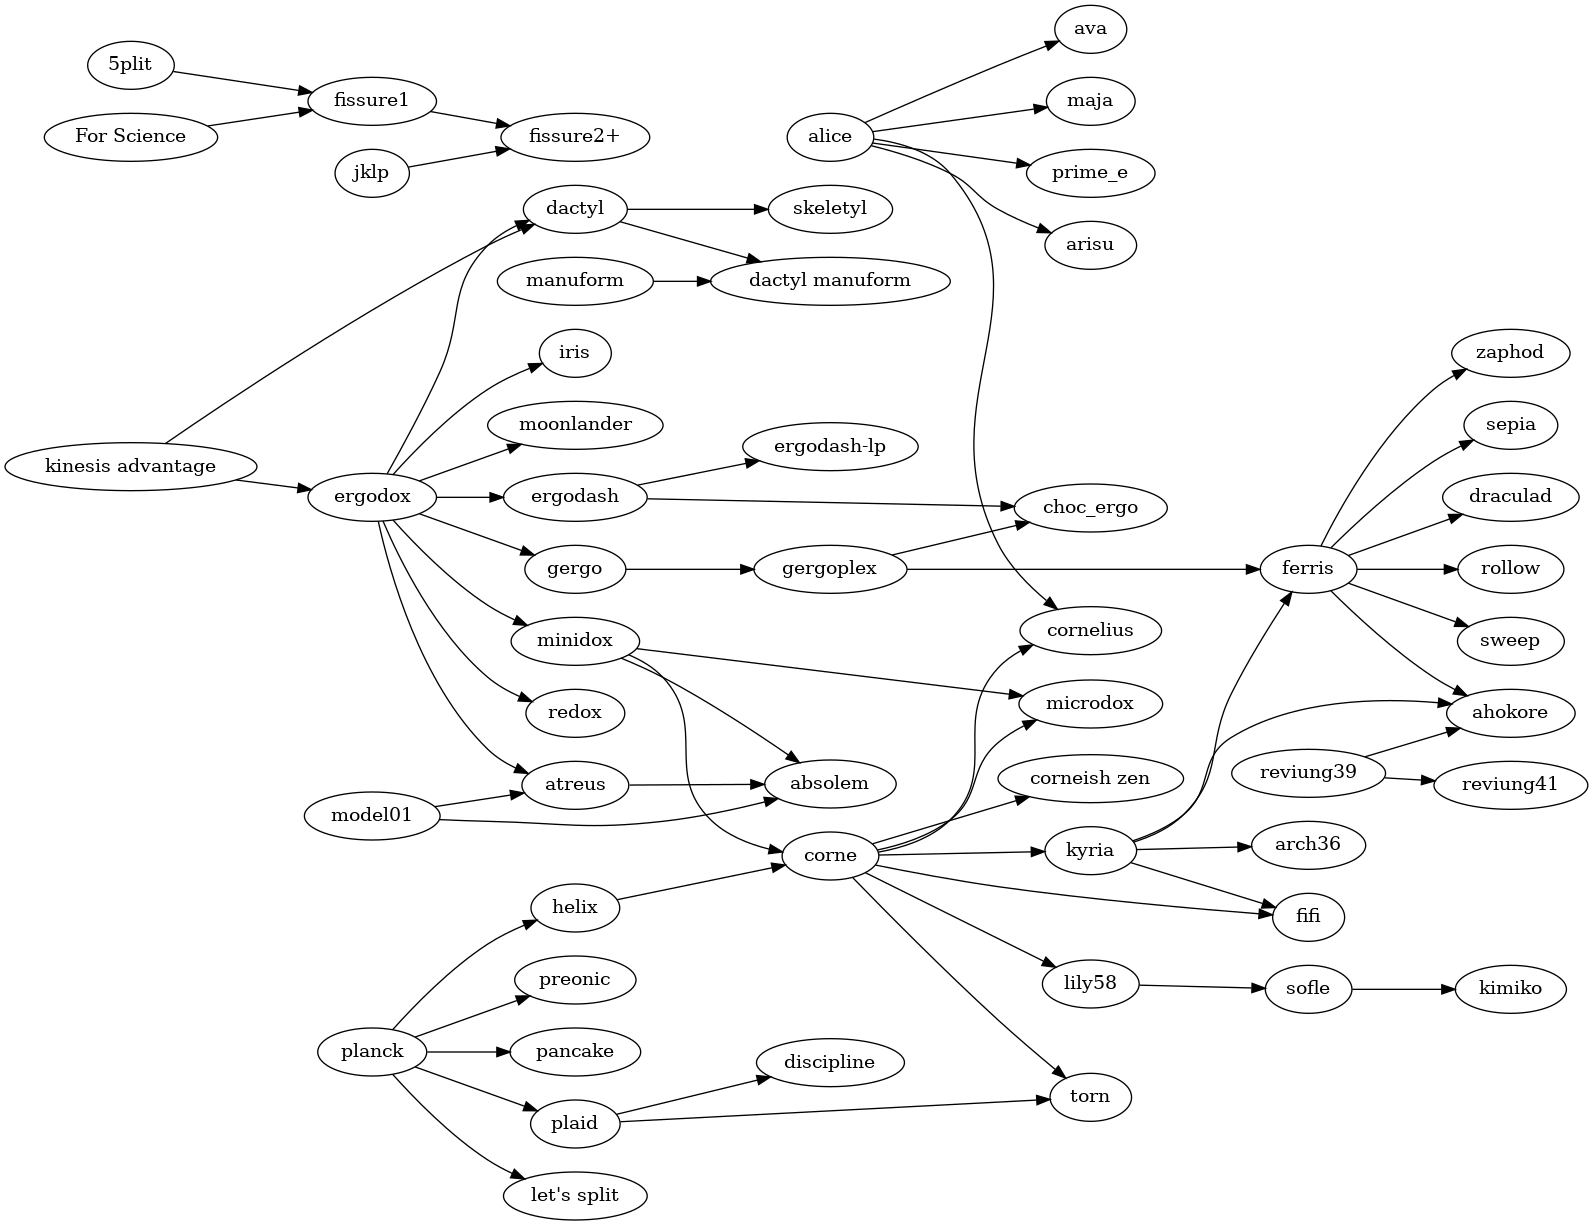 ava
5plit
fissure1
maja
For Science
fissure2+
alice
jklp
prime_e
dactyl
skeletyl
arisu
manuform
dactyl manuform
iris
zaphod
moonlander
ergodash-lp
sepia
kinesis advantage
ergodox
ergodash
choc_ergo
draculad
gergo
gergoplex
ferris
rollow
minidox
cornelius
sweep
redox
microdox
ahokore
model01
atreus
absolem
corneish zen
reviung39
reviung41
corne
kyria
arch36
helix
fifi
preonic
lily58
sofle
kimiko
planck
pancake
discipline
plaid
torn
let's split